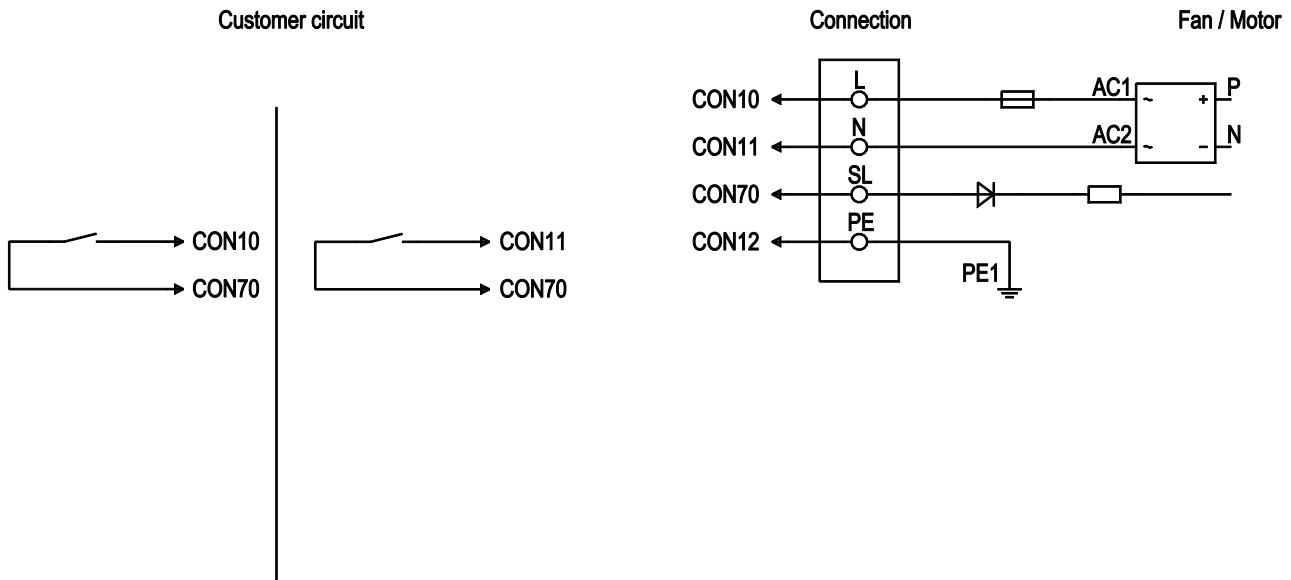 Customer circuit
Connection
Fan / Motor
CON10
CON70
CON11
CON70
CON10
L
AC1
~
+
P
CON11
N
AC2
~
−
N
CON70
SL
CON12
PE
PE1